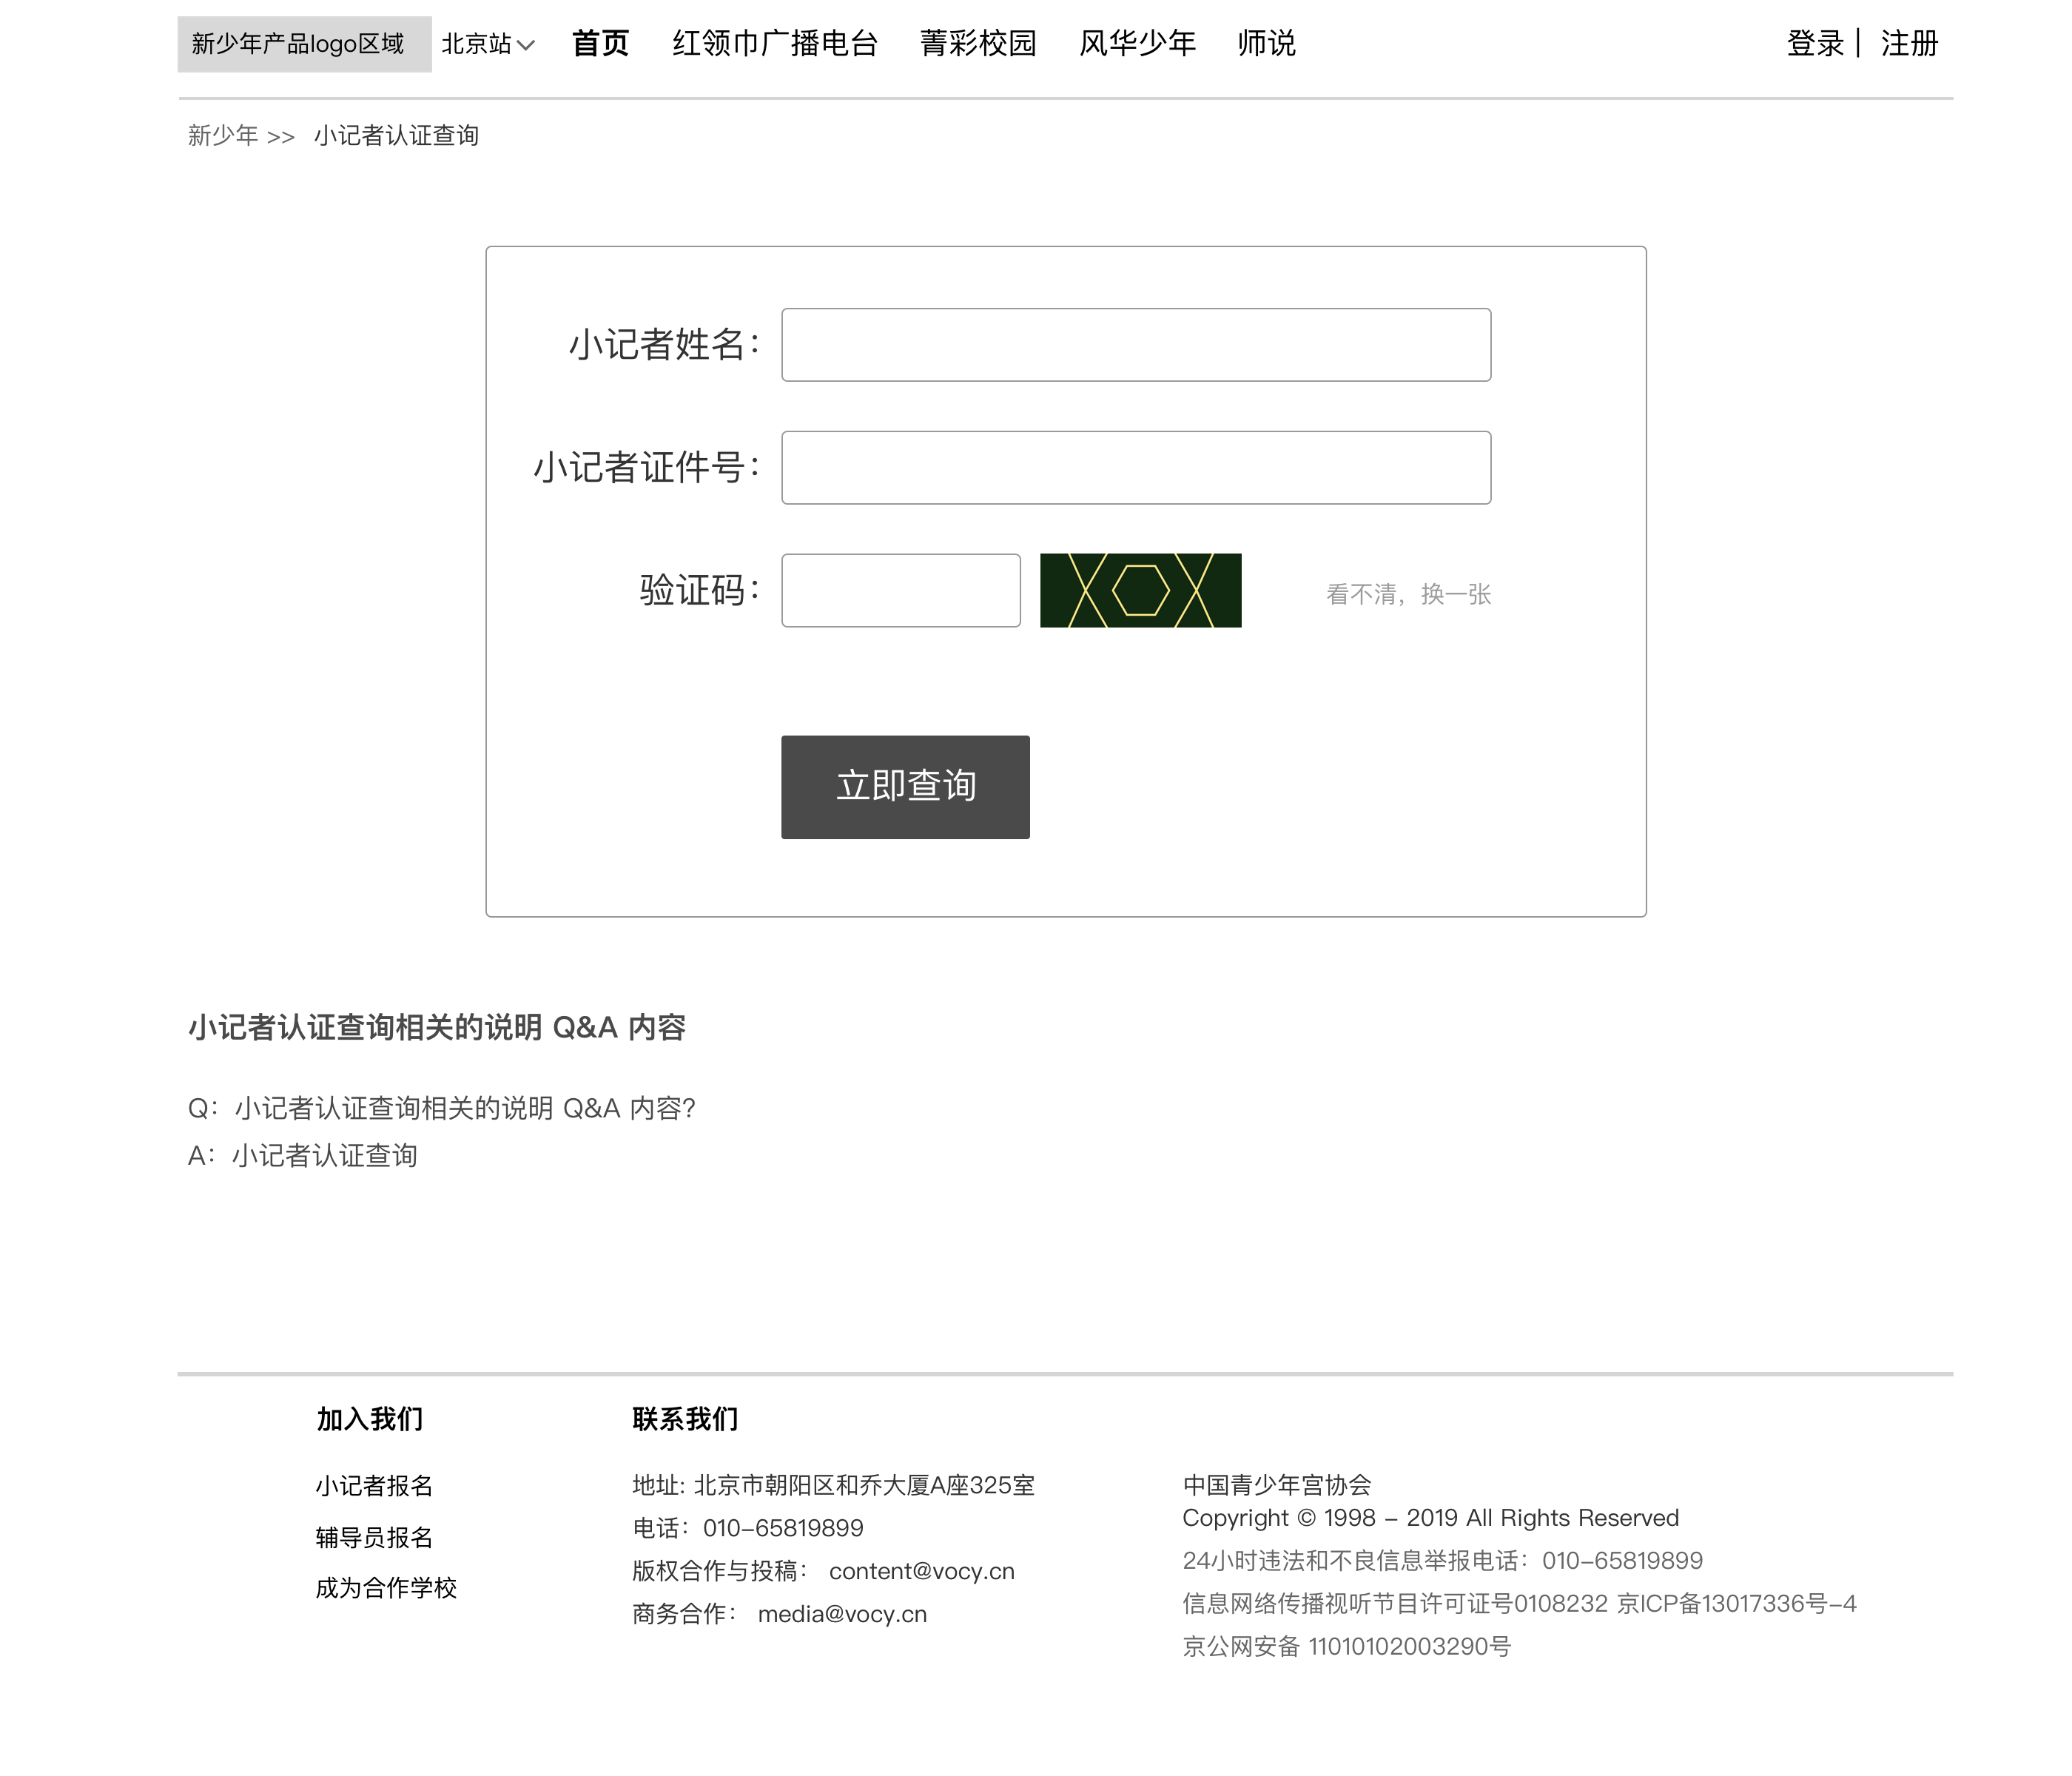 新少年产品logo区域 北京站 首页 红领巾广播电台 菁彩校园 风华少年 师说 登录 | 注册
新少年 >> 小记者认证查询
小记者姓名：
小记者证件号：
验证码： 看不清，换一张
立即查询
小记者认证查询相关的说明 Q&A 内容
Q：小记者认证查询相关的说明 Q&A 内容?
A：小记者认证查询
加入我们
小记者报名
辅导员报名
成为合作学校
联系我们
地址: 北京市朝阳区和乔大厦A座325室
电话：010-65819899
版权合作与投稿： content@vocy.cn
商务合作： media@vocy.cn
中国青少年宫协会
Copyright © 1998 - 2019 All Rights Reserved
24小时违法和不良信息举报电话：010-65819899
信息网络传播视听节目许可证号0108232 京ICP备13017336号-4
京公网安备 11010102003290号